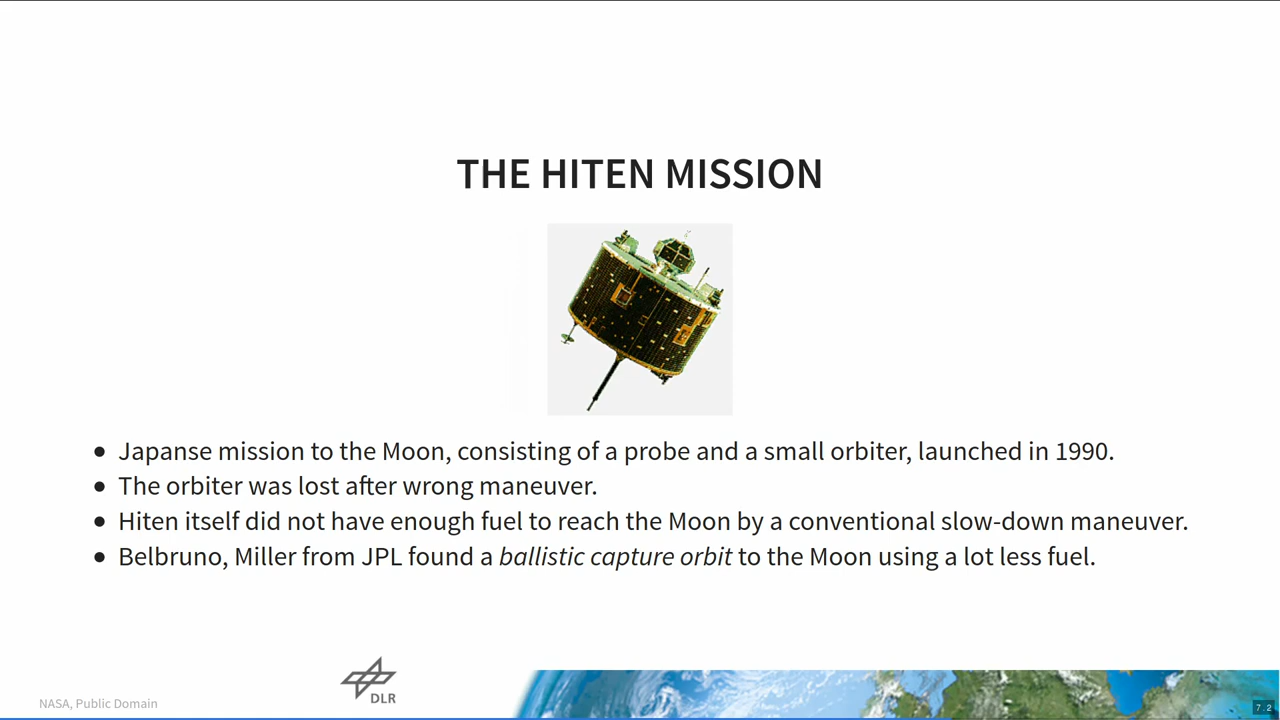 THE HITEN MISSION
Japanse mission to the Moon, consisting of a probe and a small orbiter, launched in 1990.
The orbiter was lost after wrong maneuver.
Hiten itself did not have enough fuel to reach the Moon by a conventional slow-down maneuver.
Belbruno, Miller from JPL found a ballistic capture orbit to the Moon using a lot less fuel.
DLR
NASA, Public Domain
7.2